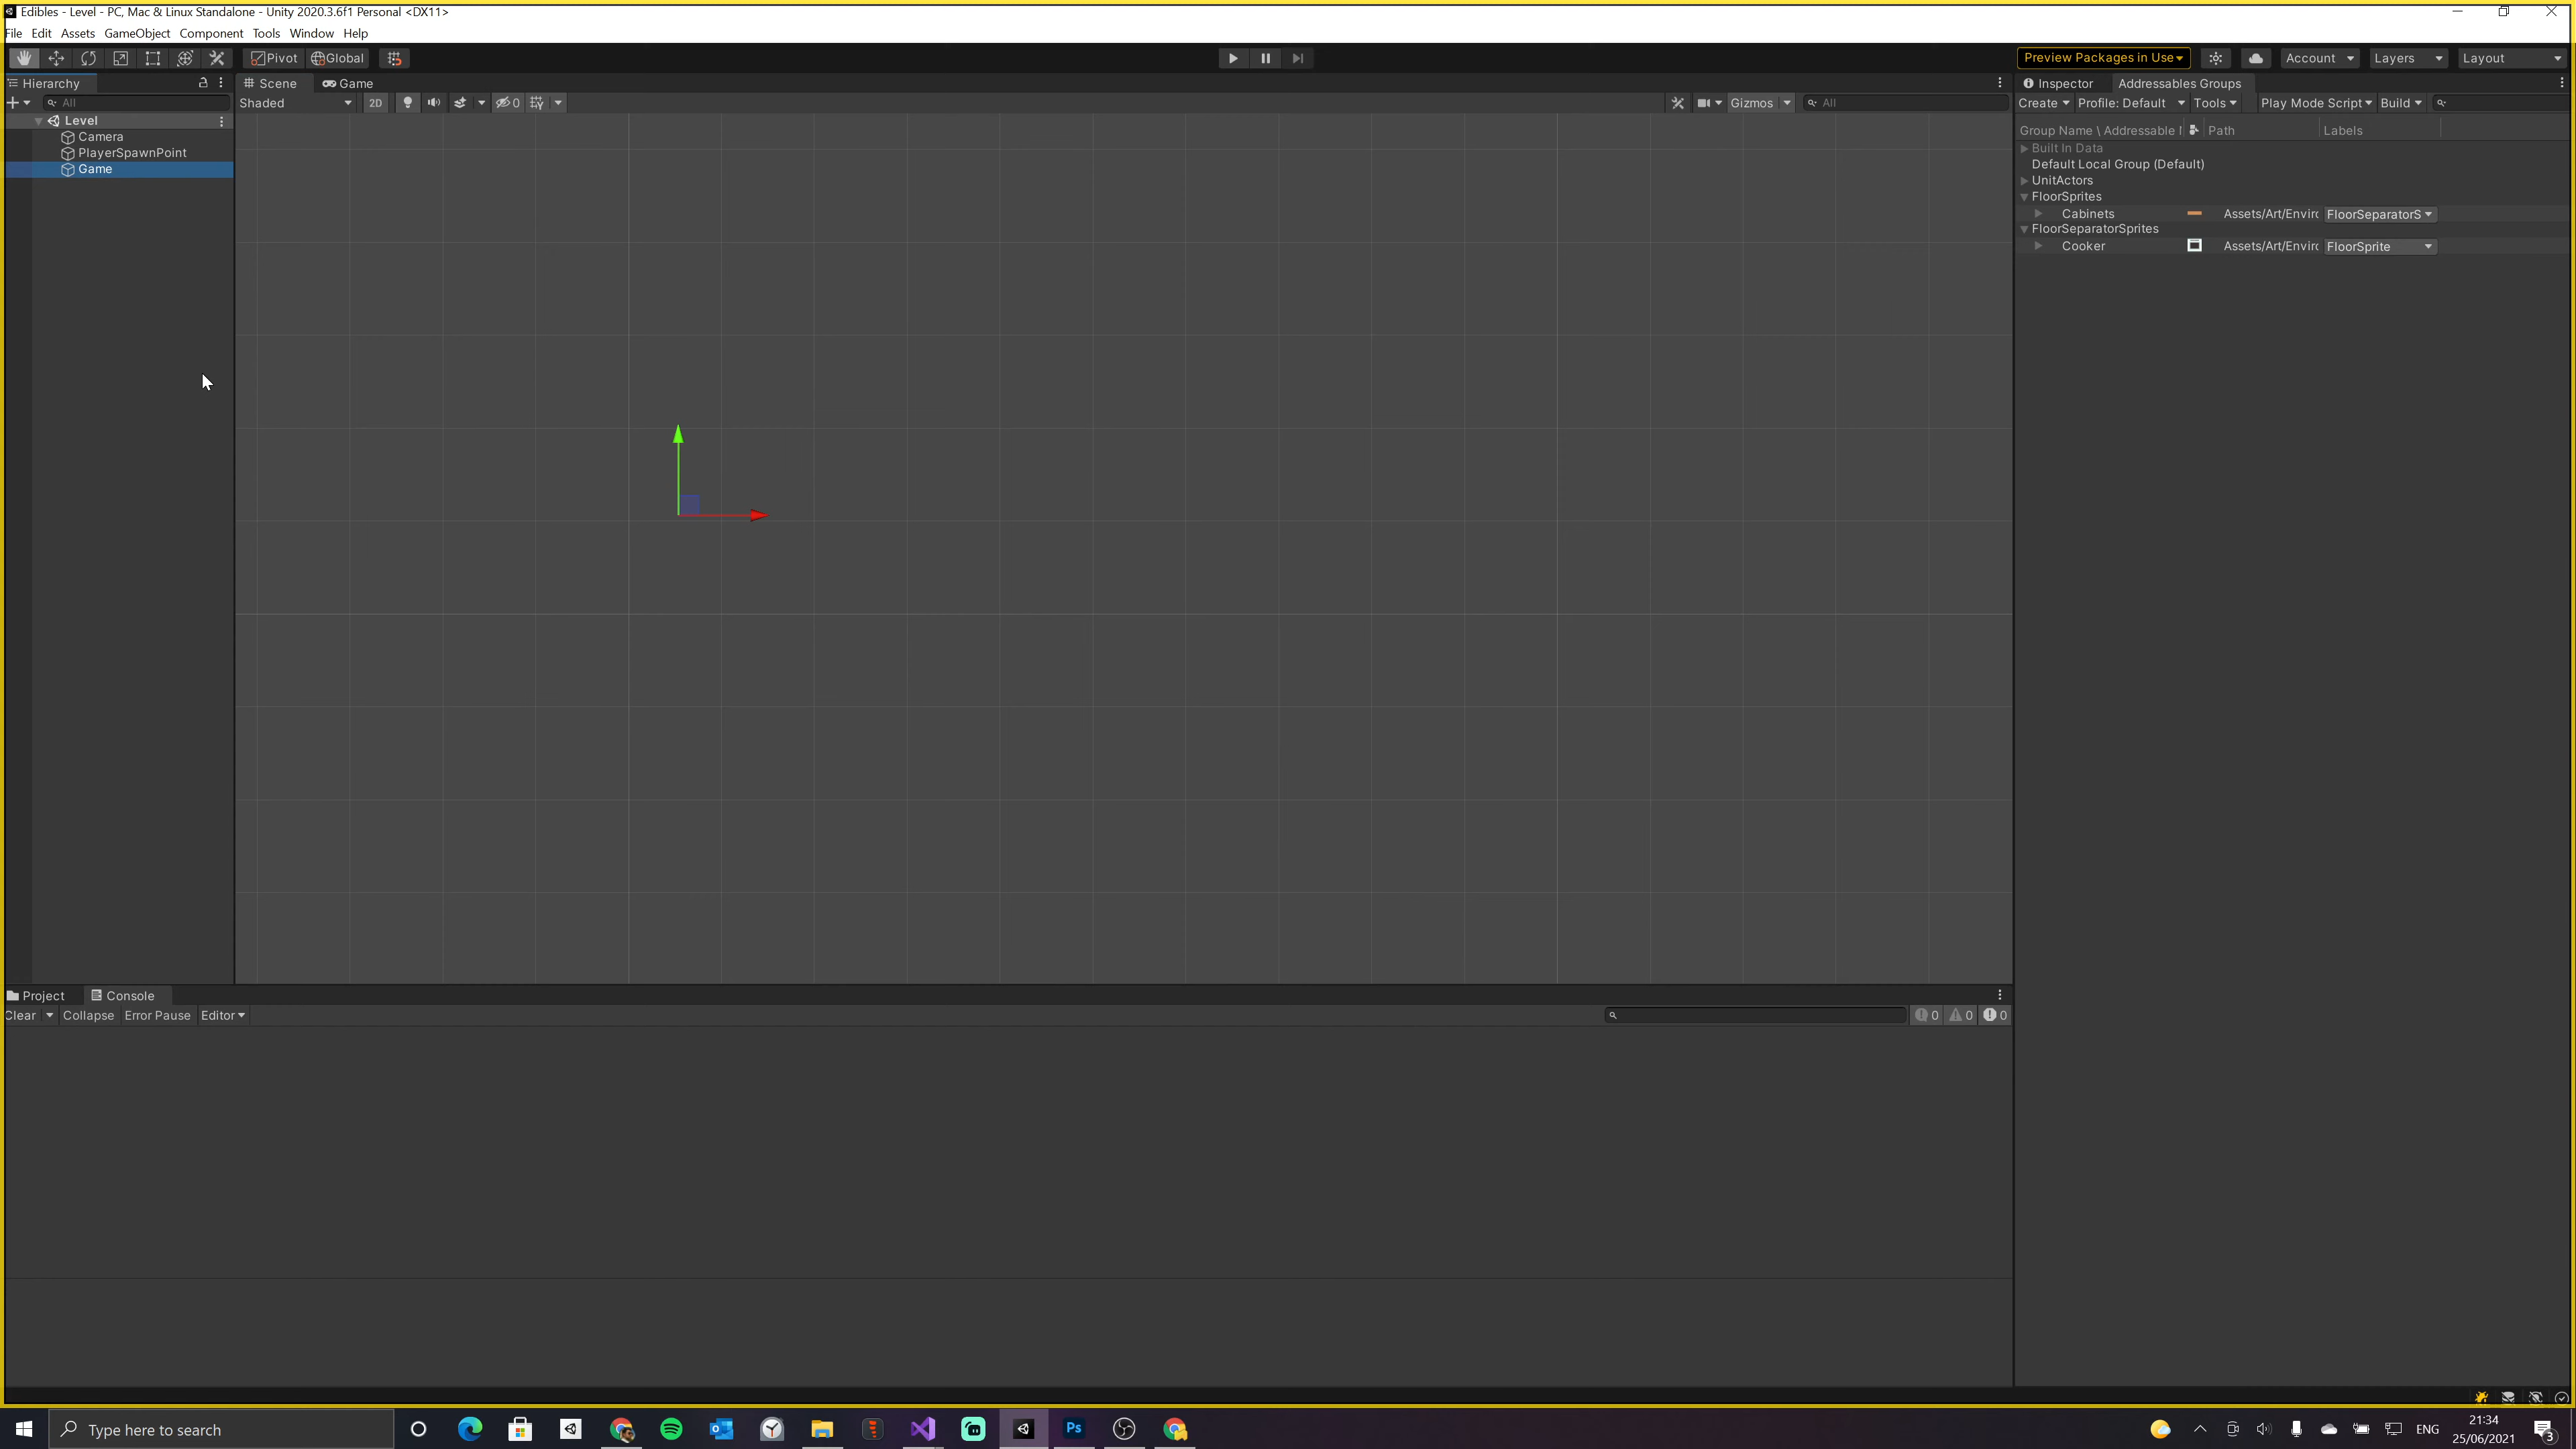 Edibles - Level - PC, Mac & Linux Standalone - Unity 2020.3.6f1 Personal <DX11>
File Edit Assets GameObject Component Tools Window Help
Pivot Global
Preview Packages in Use Account Layers Layout
Hierarchy
Scene Game
Inspector Addressables Groups
All
Shaded 2D 0 Gizmos All
Create Profile: Default Tools Play Mode Script Build
Level
Camera
PlayerSpawnPoint
Game
Group Name \ Addressable Path Labels
Built In Data
Default Local Group (Default)
UnitActors
FloorSprites
Cabinets Assets/Art/Envir FloorSeparatorS
FloorSeparatorSprites
Cooker Assets/Art/Envir FloorSprite
Project Console
Clear Collapse Error Pause Editor 0 0 0
Type here to search
Ps
ENG
21:34
25/06/2021
3